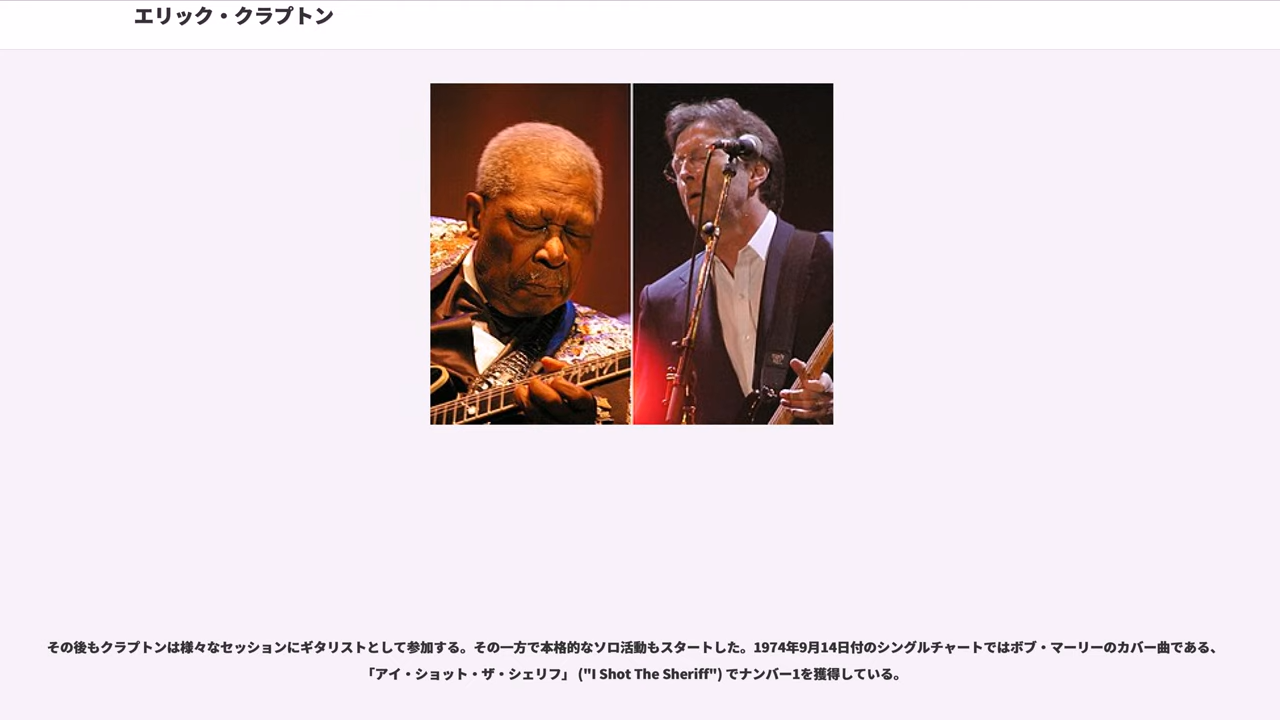 エリック・クラプトン
その後もクラプトンは様々なセッションにギタリストとして参加する。その一方で本格的なソロ活動もスタートした。1974年9月14日付のシングルチャートではボブ・マーリーのカバー曲である、
「アイ・ショット・ザ・シェリフ」 ("I Shot The Sheriff") でナンバー1を獲得している。